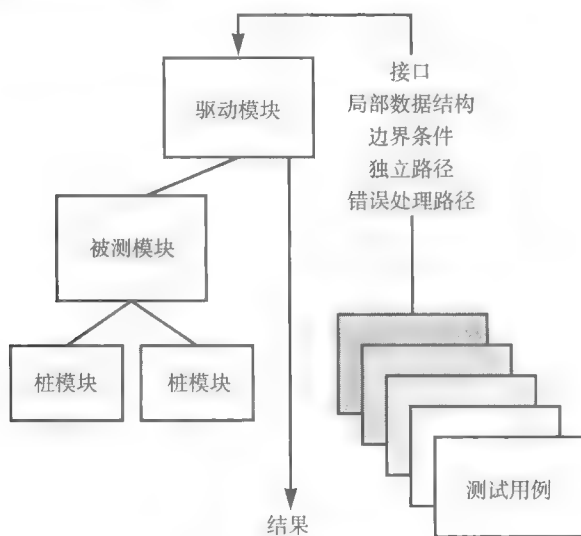 接口
驱动模块
局部数据结构
边界条件
独立路径
错误处理路径
被测模块
桩模块
桩模块
测试用例
结果